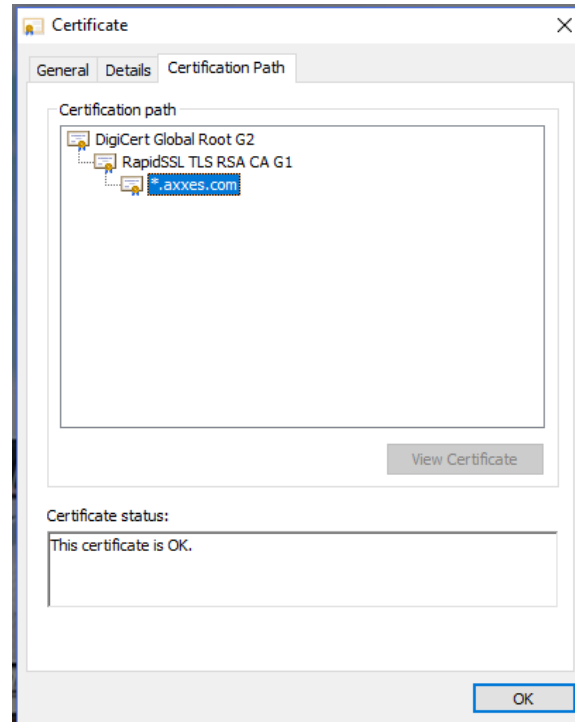 Certificate
General Details Certification Path
Certification path
DigiCert Global Root G2
RapidSSL TLS RSA CA G1
*.axxes.com
View Certificate
Certificate status:
This certificate is OK.
OK